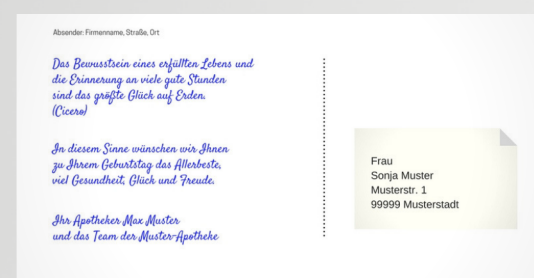 Absender: Firmenname, Straße, Ort
Das Bewusstsein eines erfüllten Lebens und
die Erinnerung an viele gute Stunden
sind das größte Glück auf Erden.
(Cicero)
In diesem Sinne wünschen wir Ihnen
zu Ihrem Geburtstag das Allerbeste,
viel Gesundheit, Glück und Freude.
Ihr Apotheker Max Muster
und das Team der Muster-Apotheke
Frau
Sonja Muster
Musterstr. 1
99999 Musterstadt